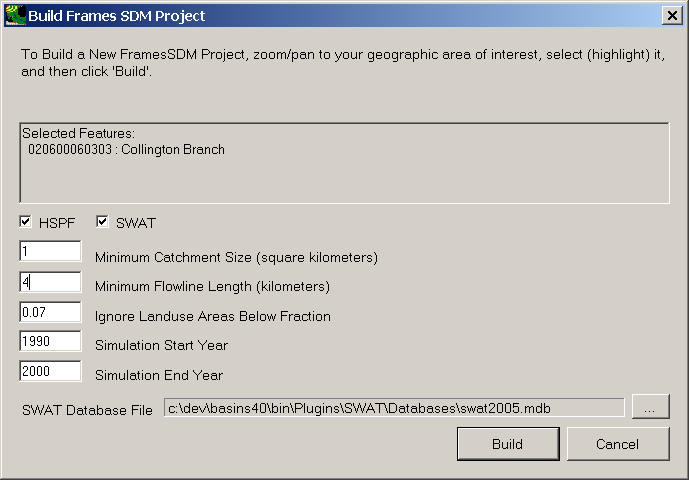 Build Frames SDM Project
To Build a New FramesSDM Project, zoom/pan to your geographic area of interest, select (highlight) it,
and then click 'Build'.
Selected Features:
020600060303 : Collington Branch
HSPF SWAT
1 Minimum Catchment Size (square kilometers)
4 Minimum Flowline Length (kilometers)
0.07 Ignore Landuse Areas Below Fraction
1990 Simulation Start Year
2000 Simulation End Year
SWAT Database File c:\dev\basins40\bin\Plugins\SWAT\Databases\swat2005.mdb ...
Build Cancel